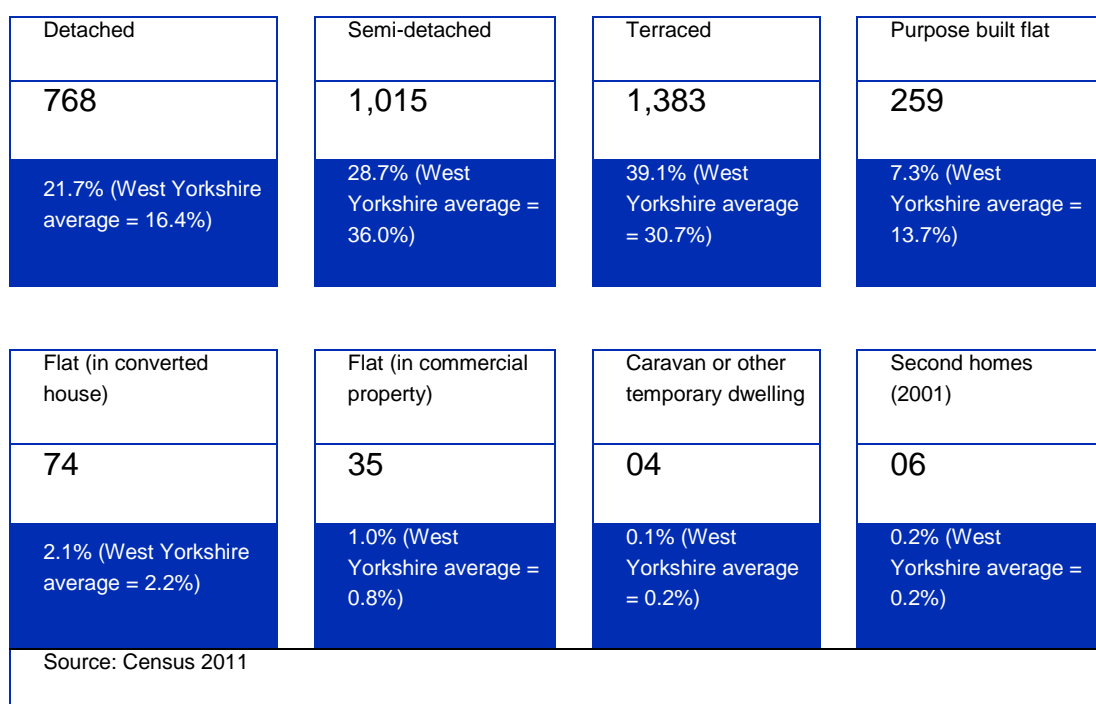 Detached
768
21.7% (West Yorkshire
average = 16.4%)
Semi-detached
1,015
28.7% (West
Yorkshire average =
36.0%)
Terraced
1,383
39.1% (West
Yorkshire average
= 30.7%)
Purpose built flat
259
7.3% (West
Yorkshire average =
13.7%)
Flat (in converted
house)
74
2.1% (West Yorkshire
average = 2.2%)
Flat (in commercial
property)
35
1.0% (West
Yorkshire average =
0.8%)
Caravan or other
temporary dwelling
04
0.1% (West
Yorkshire average
= 0.2%)
Second homes
(2001)
06
0.2% (West
Yorkshire average =
0.2%)
Source: Census 2011